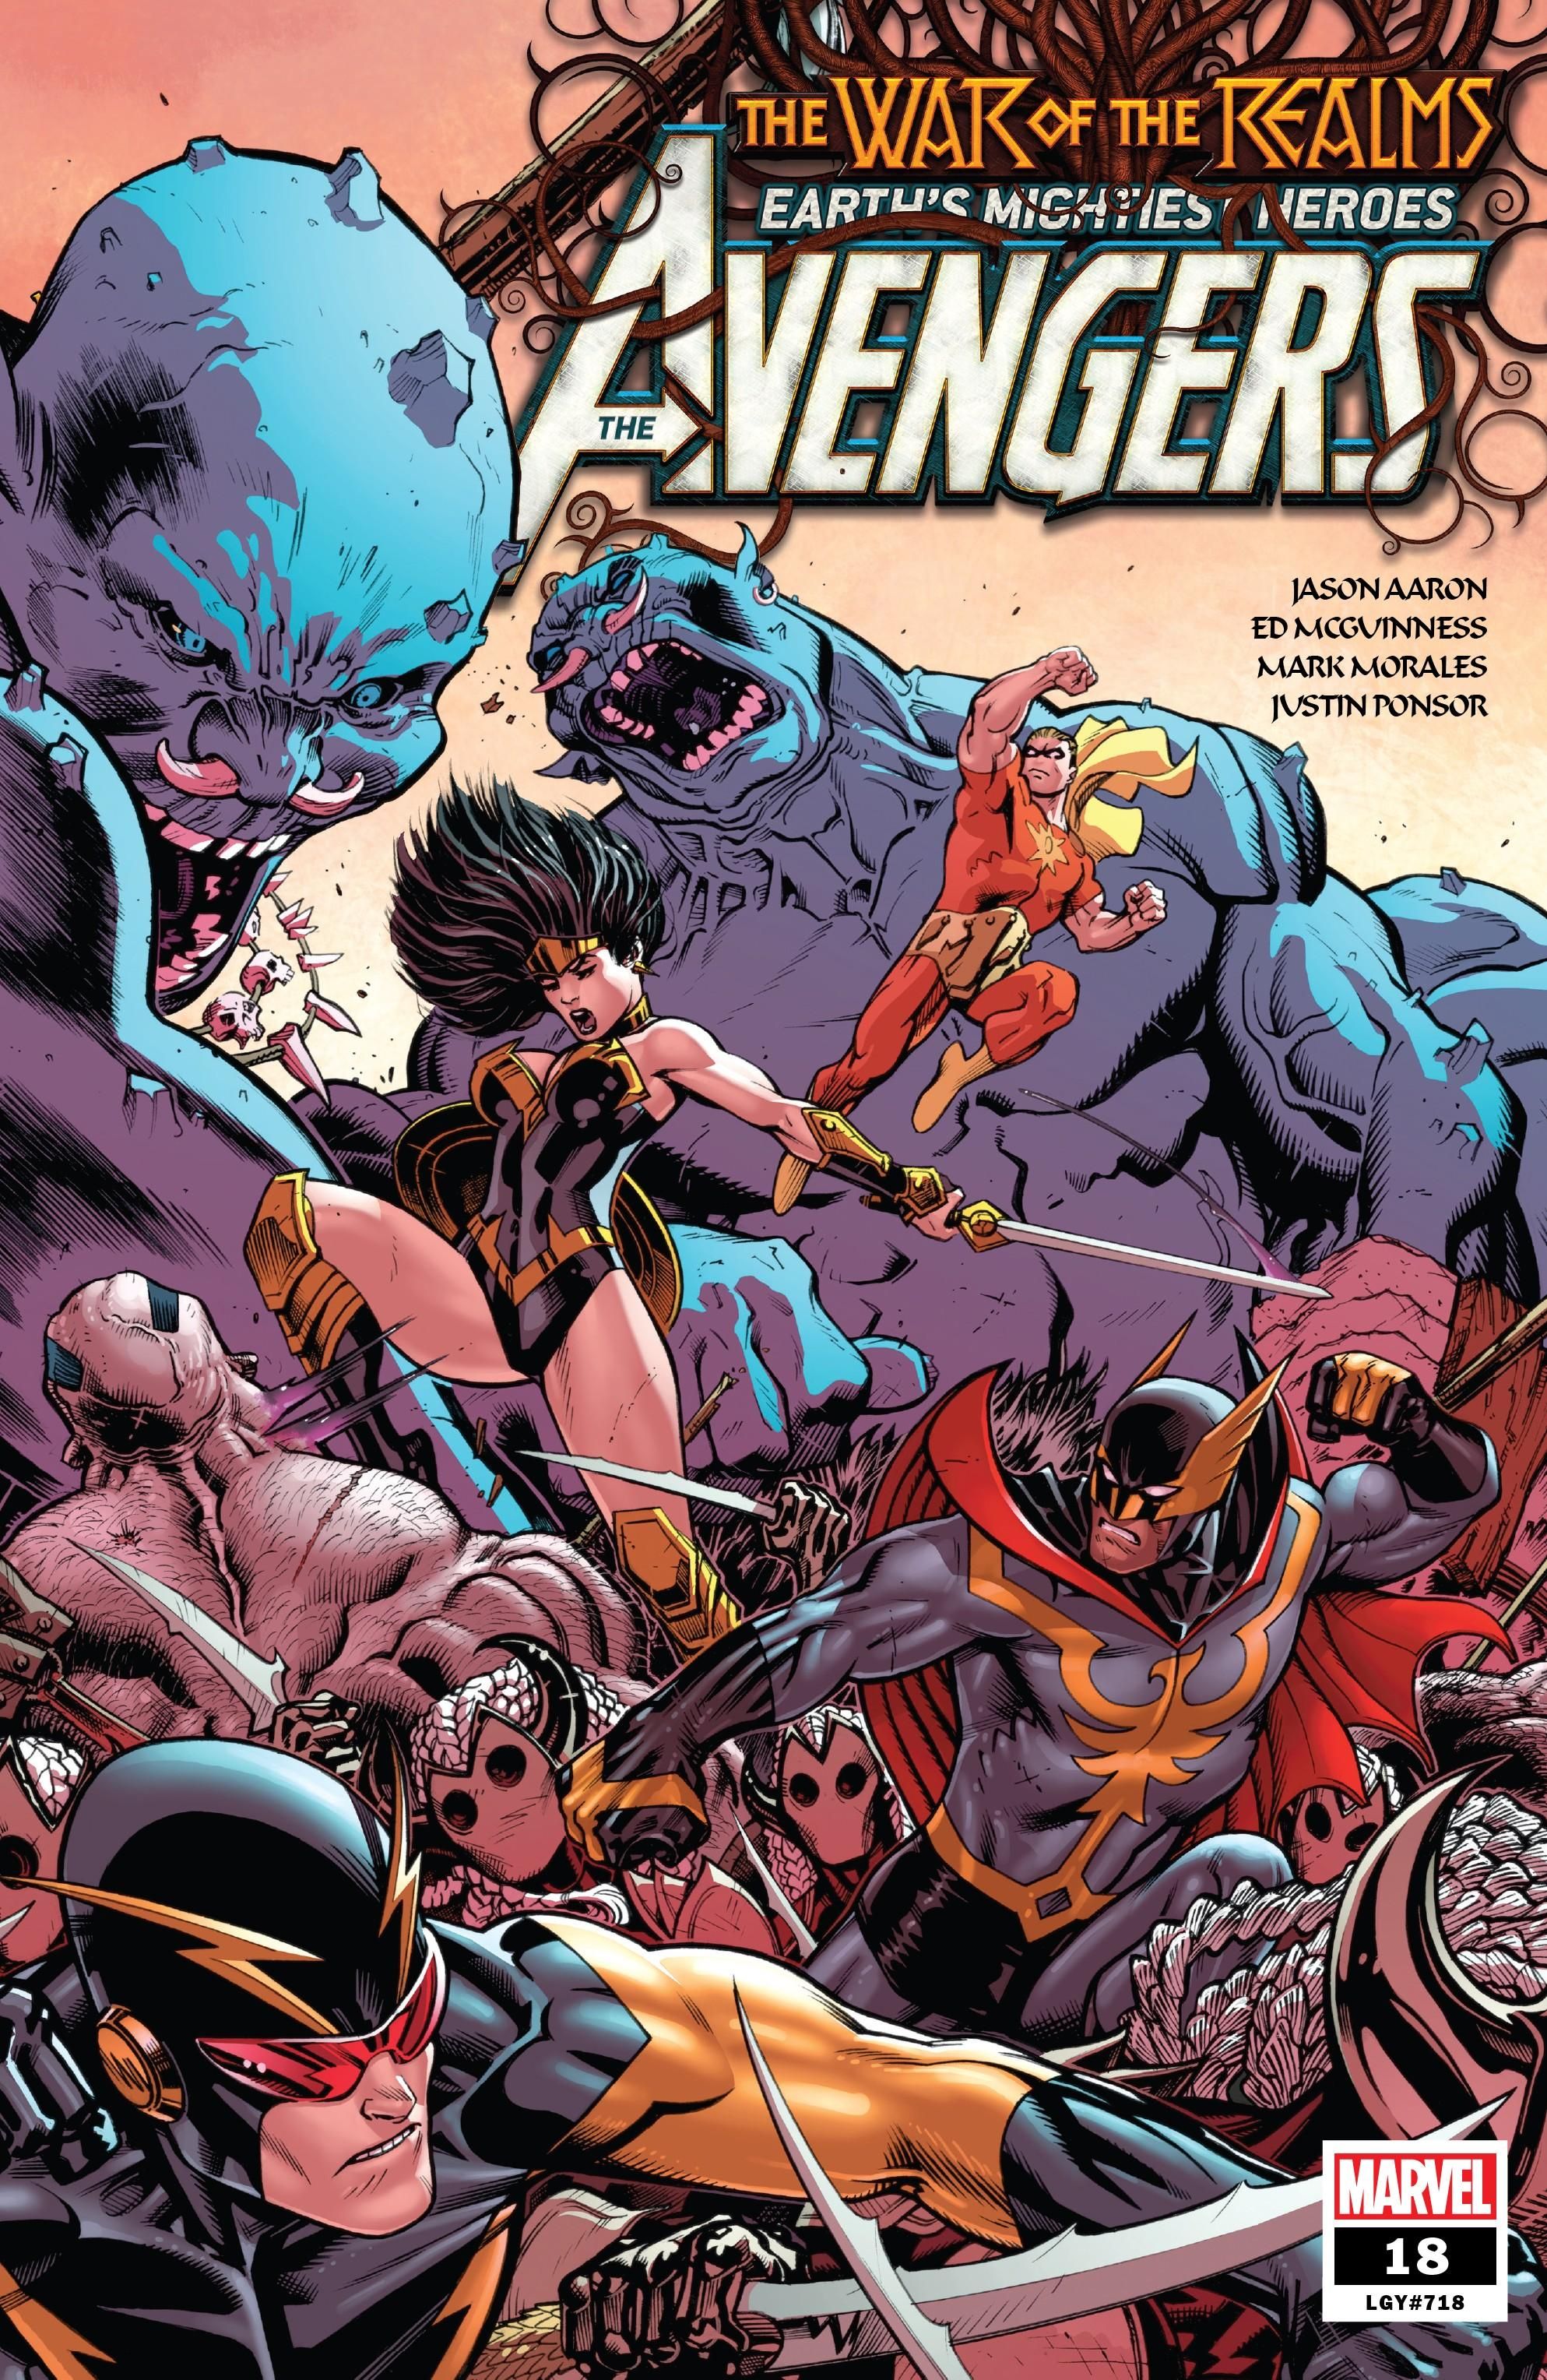 THE WAR OF THE REALMS
EARTH'S MIGHTIEST HEROES
THE AVENGERS
JASON AARON
ED MCGUINNESS
MARK MORALES
JUSTIN PONSOR
MARVEL
18
LGY#718